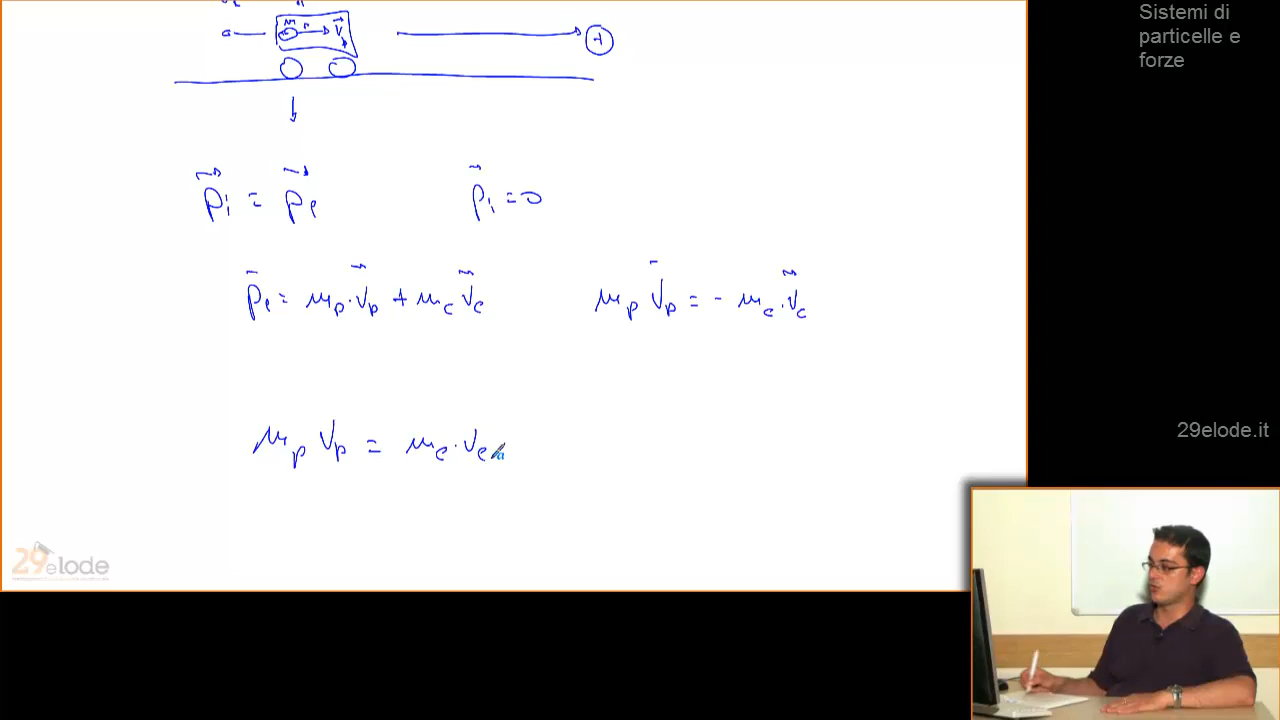 Sistemi di
particelle e
forze
M
V
+
p⃗i = p⃗f
p⃗i = 0
p̄f = mp · v⃗p + mc v⃗c
mp v̄p = - mc · v⃗c
29elode.it
mp vp = mc · vc
29elode